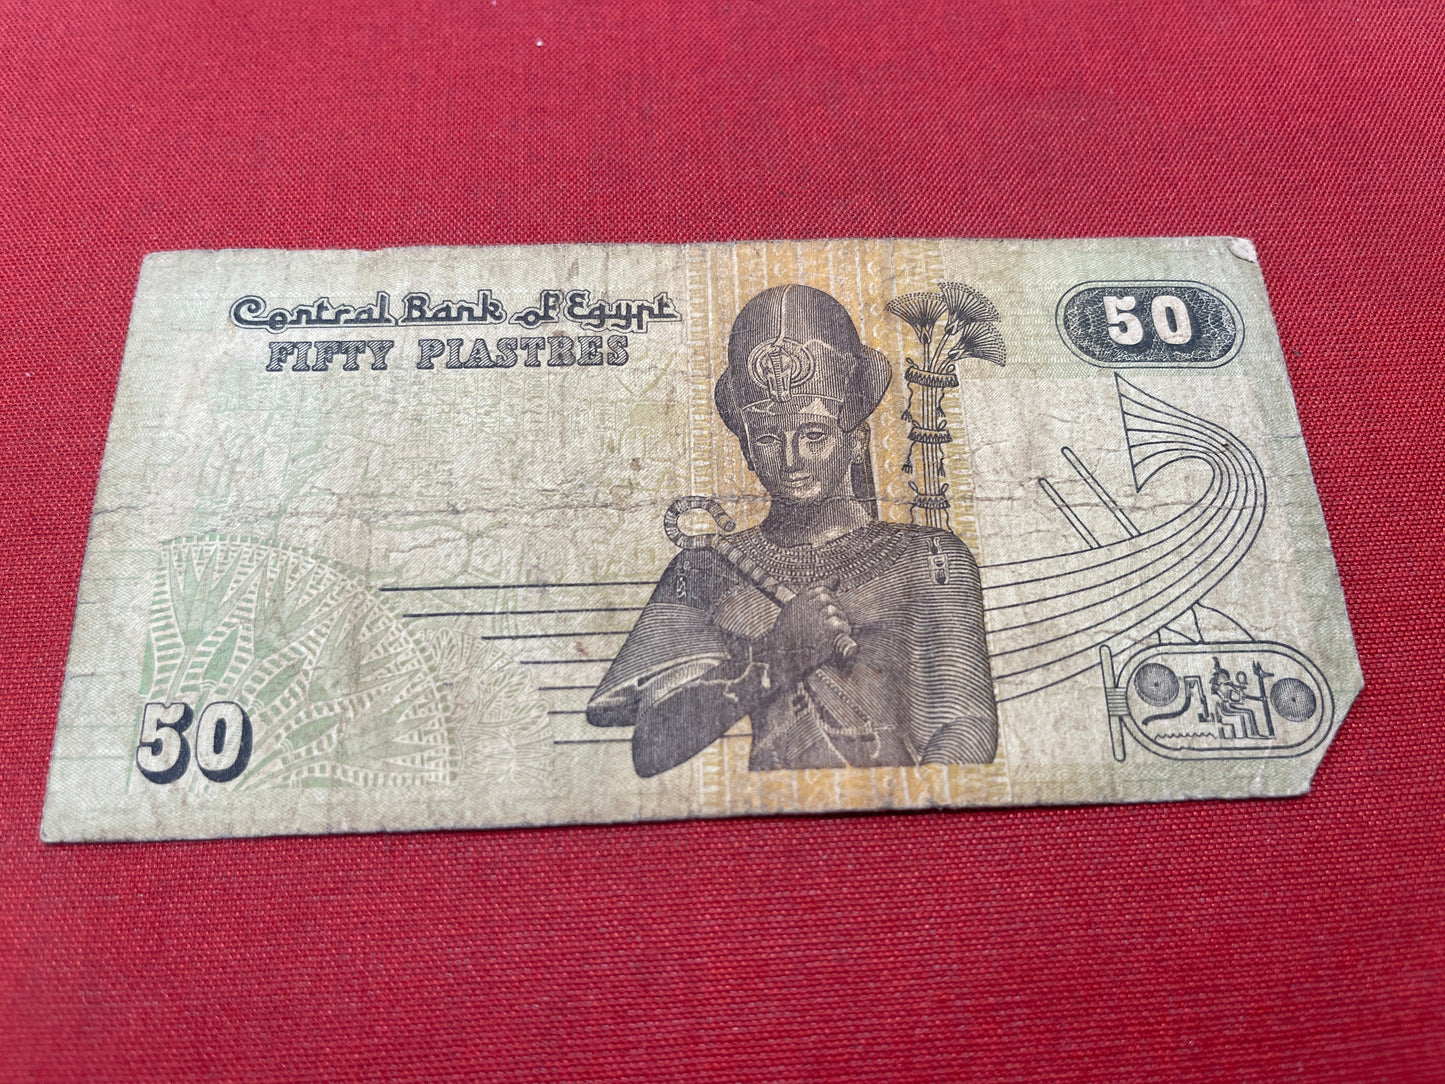 Central Bank of Egypt
FIFTY PIASTRES
50
50